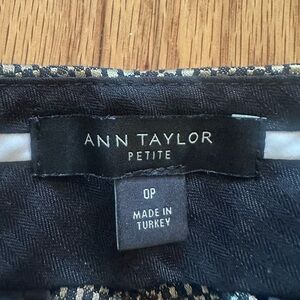 ANN TAYLOR
PETITE
0P
MADE IN
TURKEY